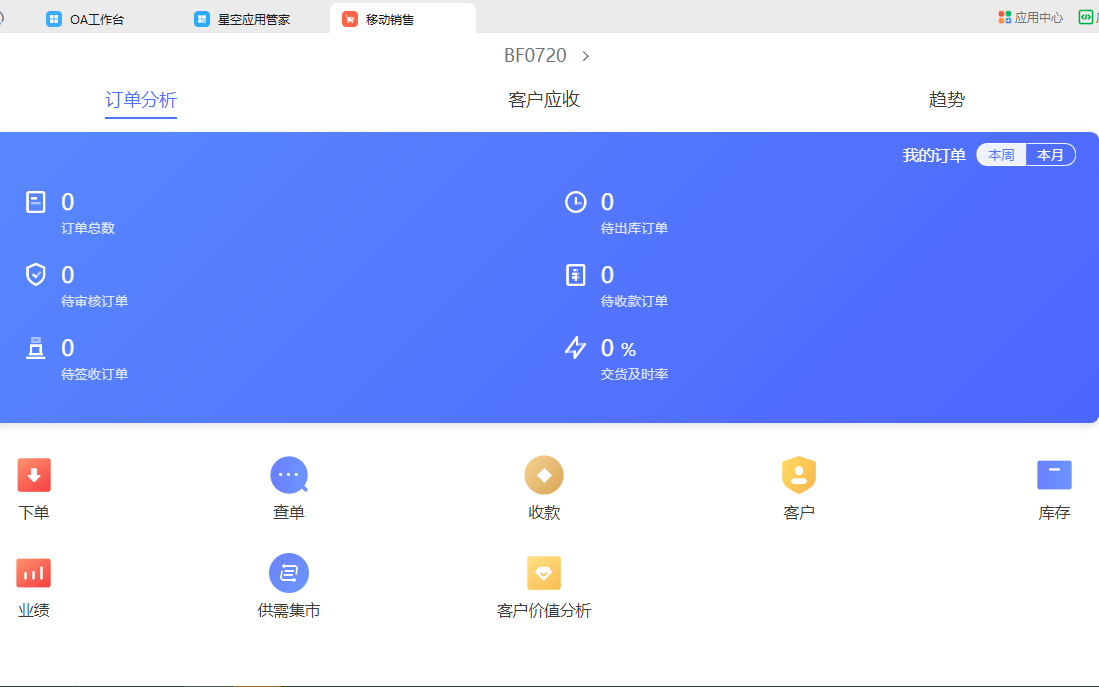 OA工作台 星空应用管家 移动销售 应用中心
BF0720
订单分析 客户应收 趋势
我的订单 本周 本月
0 0
订单总数 待出库订单
0 0
待审核订单 待收款订单
0 0 %
待签收订单 交货及时率
下单 查单 收款 客户 库存
业绩 供需集市 客户价值分析